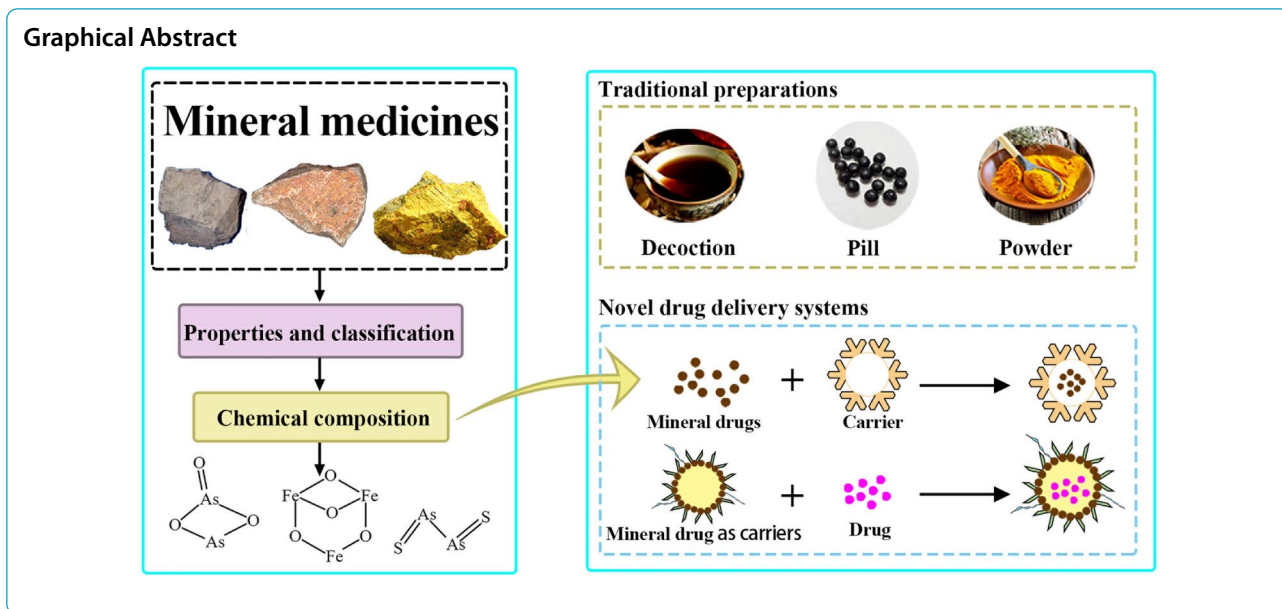 Graphical Abstract
Mineral medicines
Properties and classification
Chemical composition
O
As
O
O
As
O
Fe
Fe
O
O
O
Fe
As
S
S
As
Traditional preparations
Decoction
Pill
Powder
Novel drug delivery systems
+
Mineral drugs
Carrier
+
Mineral drug as carriers
Drug